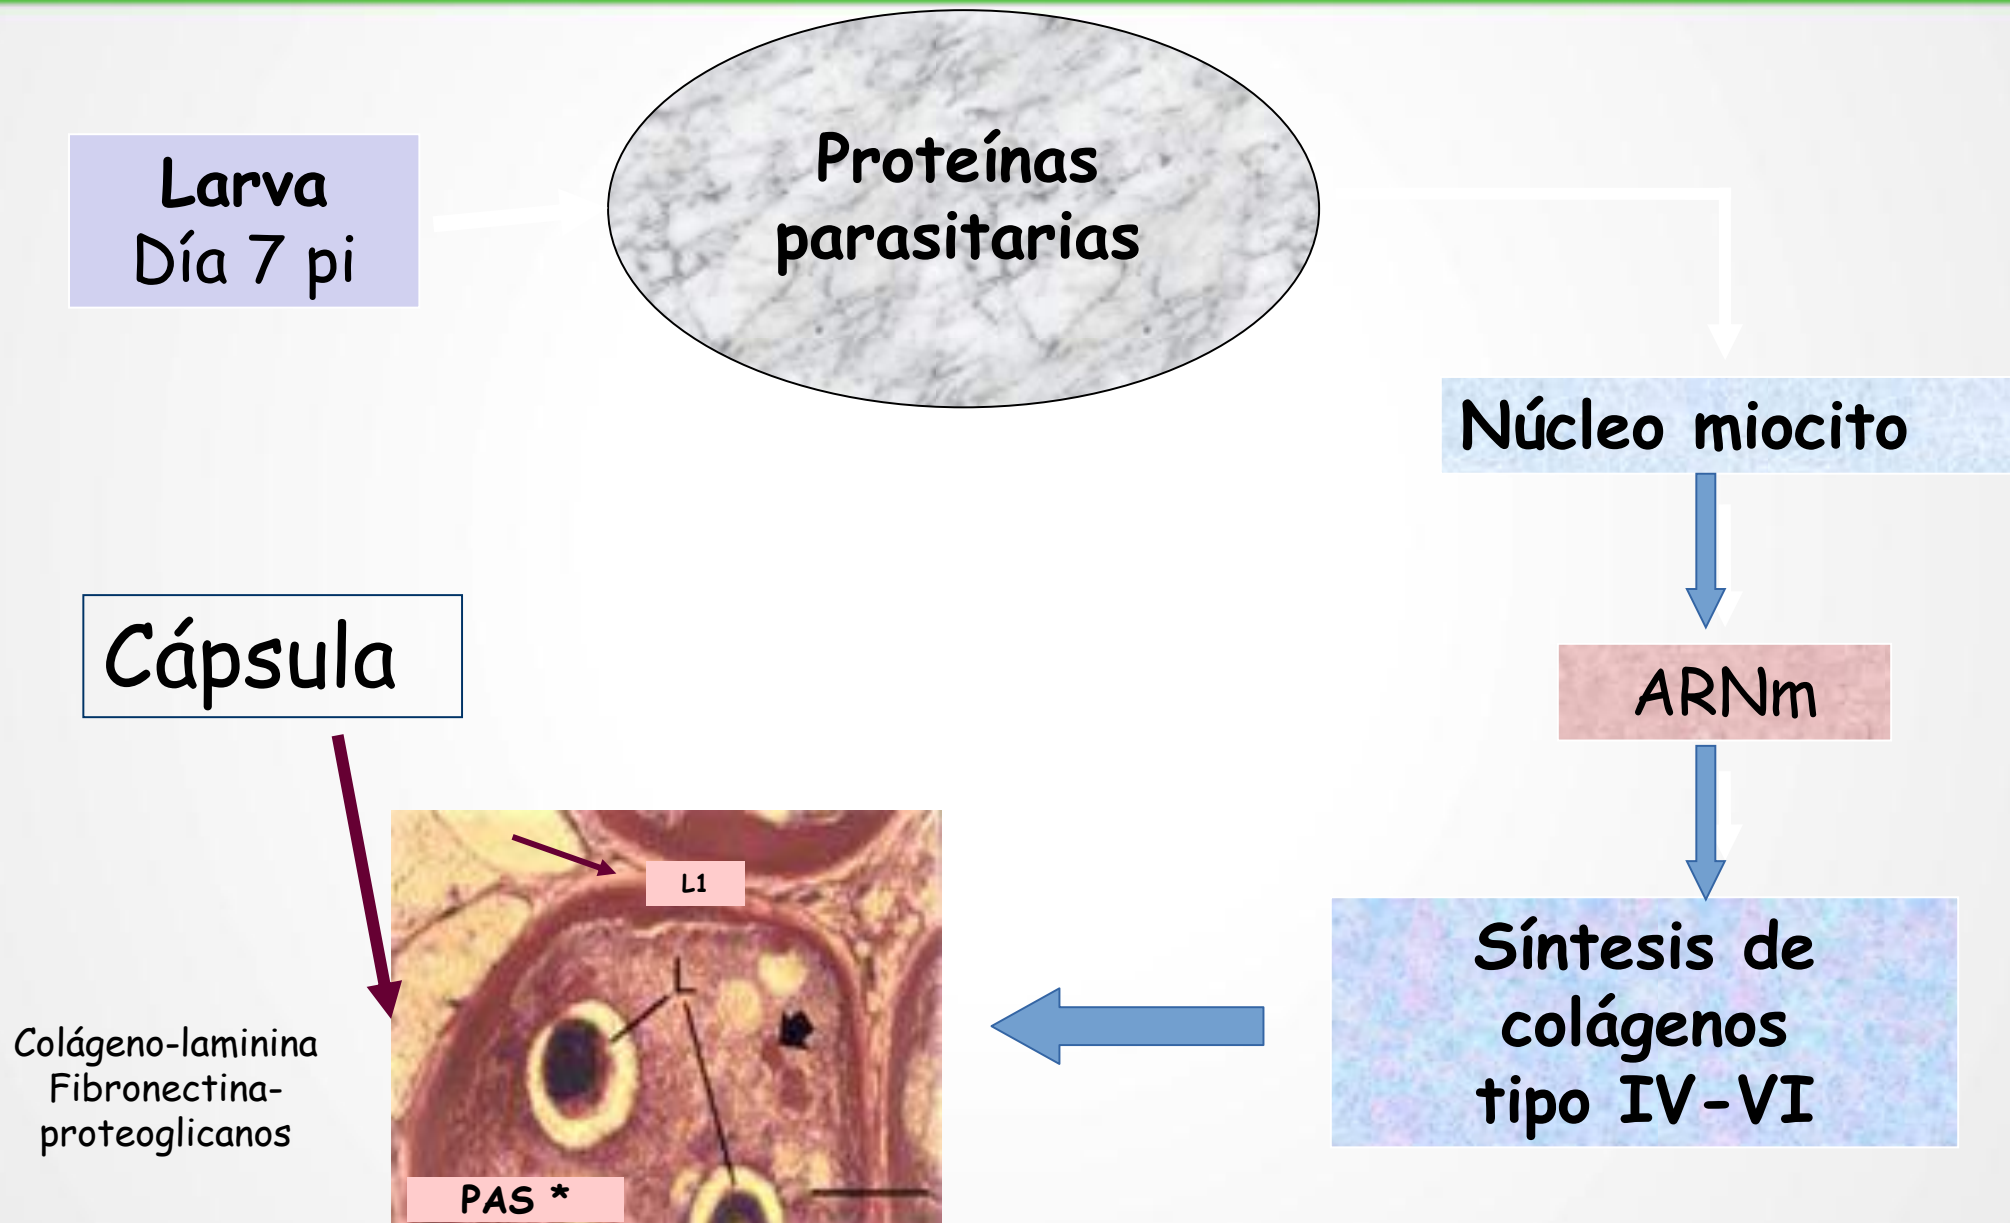 Larva
Día 7 pi
Proteínas
parasitarias
Núcleo miocito
ARNm
Síntesis de
colágenos
tipo IV-VI
Cápsula
Colágeno-laminina
Fibronectina-
proteoglicanos
L1
L
PAS *